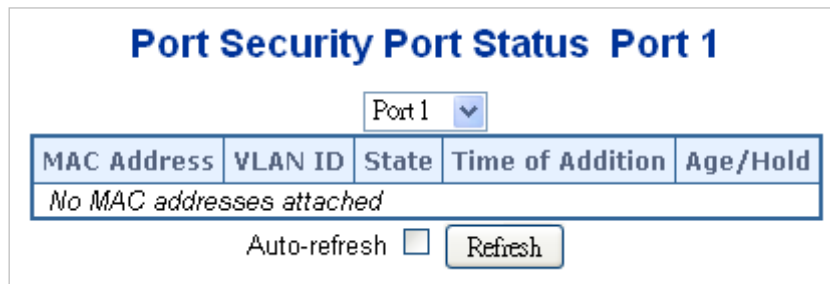 Port Security Port Status Port 1
Port 1
MAC Address VLAN ID State Time of Addition Age/Hold
No MAC addresses attached
Auto-refresh Refresh